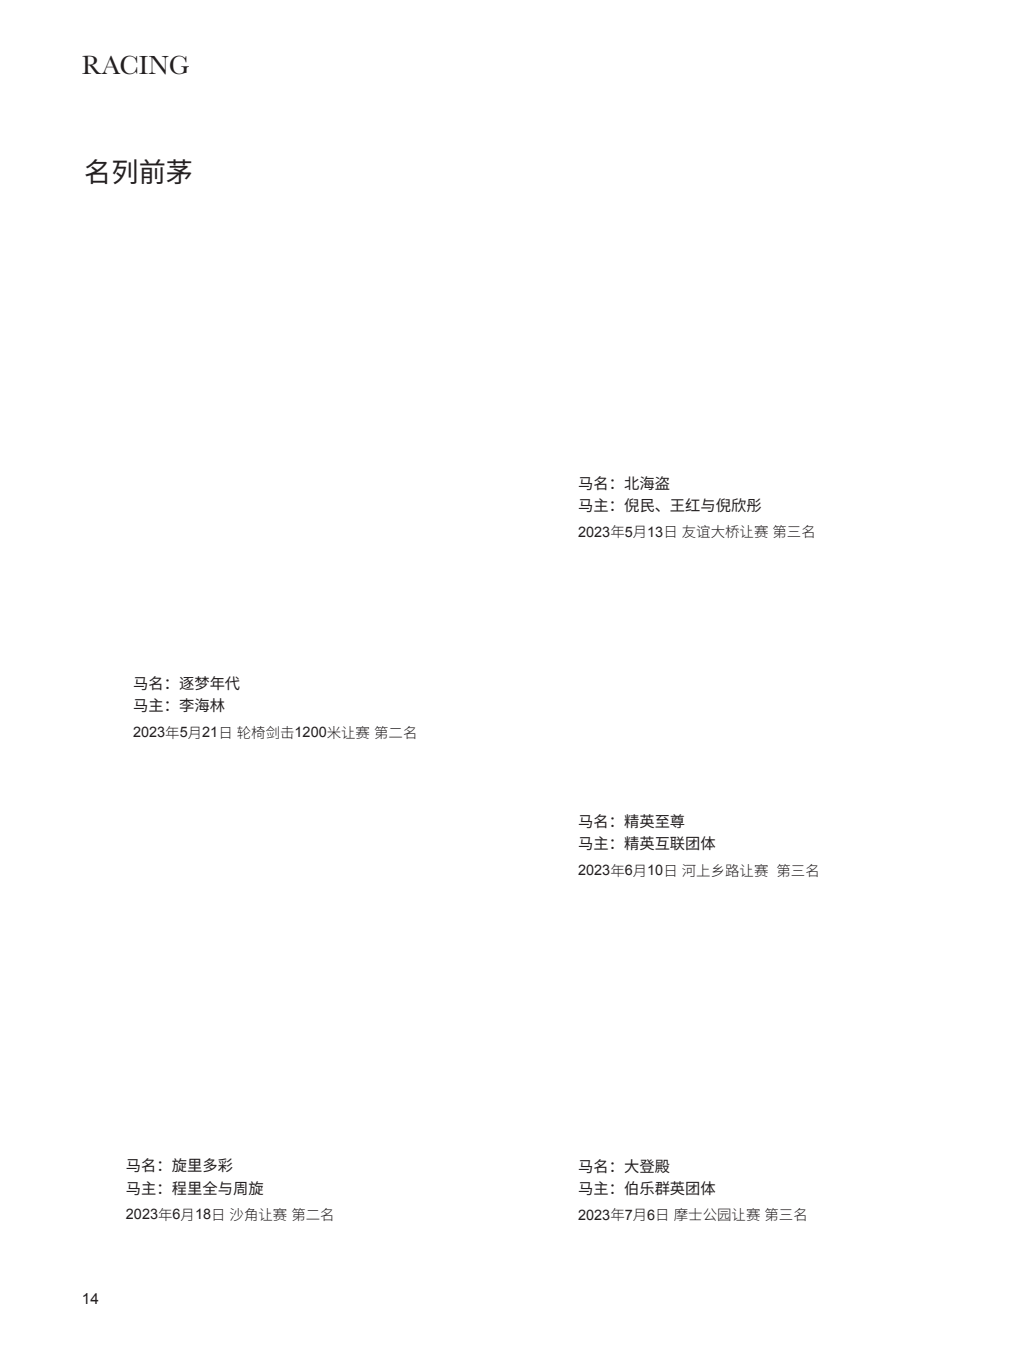 RACING
名列前茅
马名：北海盗
马主：倪民、王红与倪欣彤
2023年5月13日 友谊大桥让赛 第三名
马名：逐梦年代
马主：李海林
2023年5月21日 轮椅剑击1200米让赛 第二名
马名：精英至尊
马主：精英互联团体
2023年6月10日 河上乡路让赛 第三名
马名：旋里多彩
马主：程里全与周旋
2023年6月18日 沙角让赛 第二名
马名：大登殿
马主：伯乐群英团体
2023年7月6日 摩士公园让赛 第三名
14